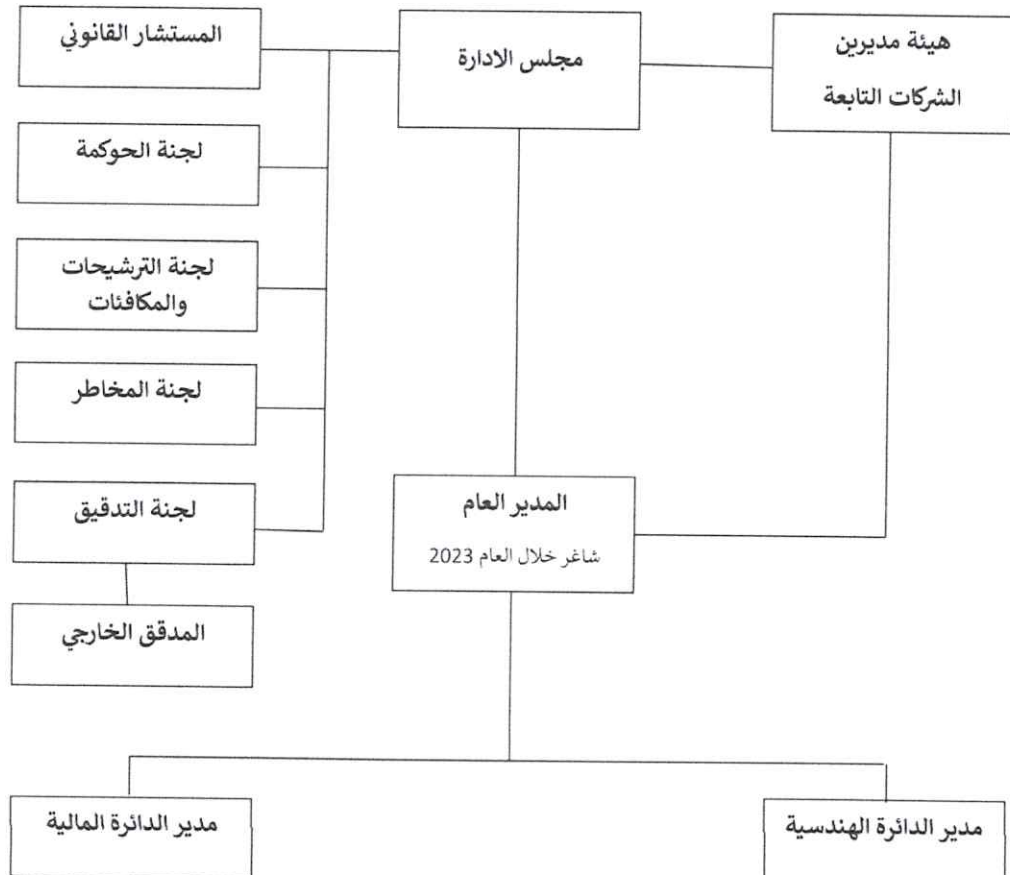 هيئة مديرين
الشركات التابعة
مجلس الادارة
المستشار القانوني
لجنة الحوكمة
لجنة الترشيحات
والمكافئات
لجنة المخاطر
لجنة التدقيق
المدقق الخارجي
المدير العام
شاغر خلال العام 2023
مدير الدائرة الهندسية
مدير الدائرة المالية